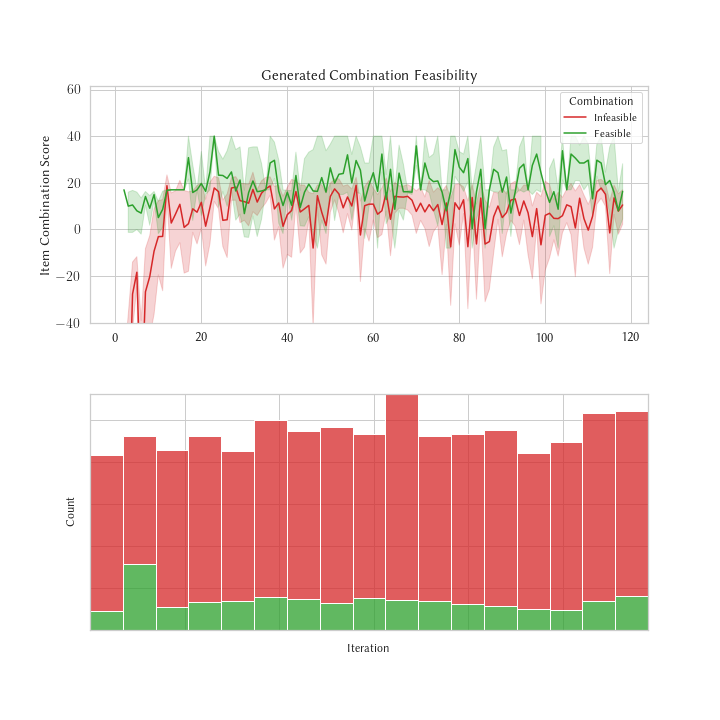 Generated Combination Feasibility
Item Combination Score
60
40
20
0
−20
−40
Combination
Infeasible
Feasible
0 20 40 60 80 100 120
Count
Iteration